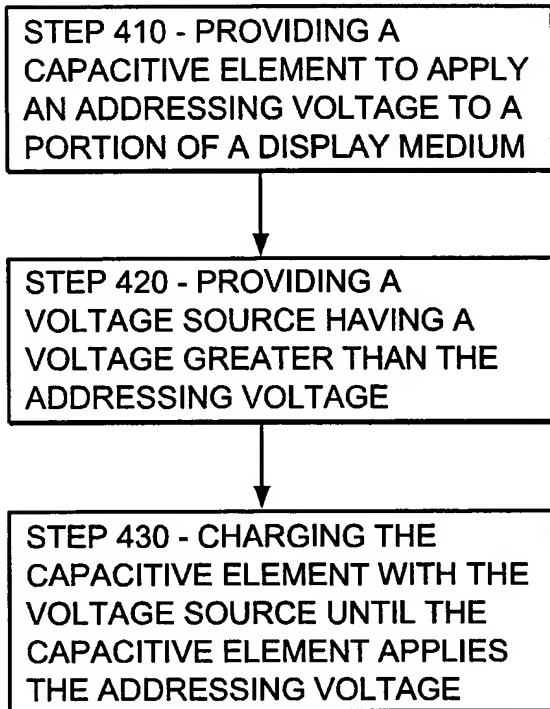 STEP 410 - PROVIDING A
CAPACITIVE ELEMENT TO APPLY
AN ADDRESSING VOLTAGE TO A
PORTION OF A DISPLAY MEDIUM
STEP 420 - PROVIDING A
VOLTAGE SOURCE HAVING A
VOLTAGE GREATER THAN THE
ADDRESSING VOLTAGE
STEP 430 - CHARGING THE
CAPACITIVE ELEMENT WITH THE
VOLTAGE SOURCE UNTIL THE
CAPACITIVE ELEMENT APPLIES
THE ADDRESSING VOLTAGE